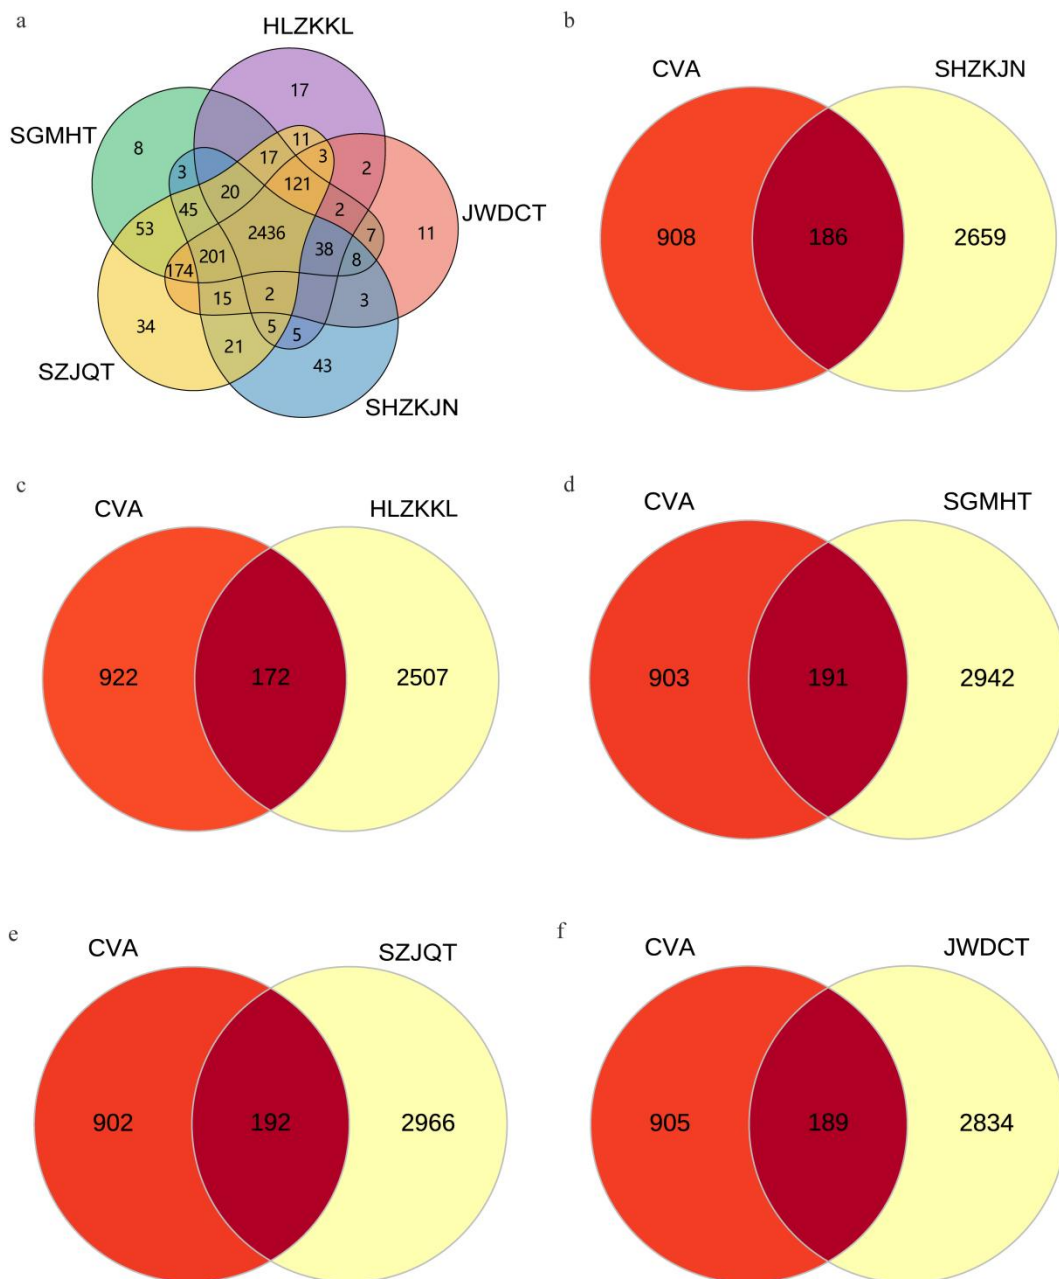 a
HLZKKL
17
SGMHT
8
11
3
17
2
3
121
20
JWDCT
45
2
53
2436
7
11
38
201
8
174
15
2
3
34
5
5
21
43
SZJQT
SHZKJN
b
CVA
SHZKJN
908
186
2659
c
CVA
HLZKKL
922
172
2507
d
CVA
SGMHT
903
191
2942
e
CVA
SZJQT
902
192
2966
f
CVA
JWDCT
905
189
2834